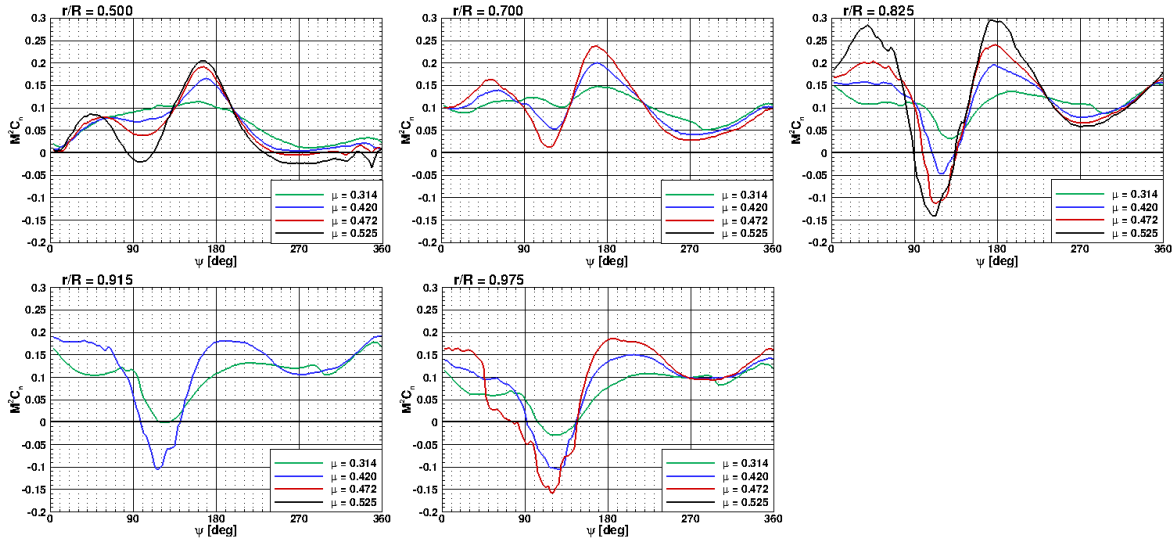 r/R = 0.500
M²Cₙ
0.3
0.25
0.2
0.15
0.1
0.05
0
-0.05
-0.1
-0.15
-0.2
0 90 180 270 360
ψ [deg]
μ = 0.314
μ = 0.420
μ = 0.472
μ = 0.525
r/R = 0.700
M²Cₙ
0.3
0.25
0.2
0.15
0.1
0.05
0
-0.05
-0.1
-0.15
-0.2
0 90 180 270 360
ψ [deg]
μ = 0.314
μ = 0.420
μ = 0.472
μ = 0.525
r/R = 0.825
M²Cₙ
0.3
0.25
0.2
0.15
0.1
0.05
0
-0.05
-0.1
-0.15
-0.2
0 90 180 270 360
ψ [deg]
μ = 0.314
μ = 0.420
μ = 0.472
μ = 0.525
r/R = 0.915
M²Cₙ
0.3
0.25
0.2
0.15
0.1
0.05
0
-0.05
-0.1
-0.15
-0.2
0 90 180 270 360
ψ [deg]
μ = 0.314
μ = 0.420
μ = 0.472
μ = 0.525
r/R = 0.975
M²Cₙ
0.3
0.25
0.2
0.15
0.1
0.05
0
-0.05
-0.1
-0.15
-0.2
0 90 180 270 360
ψ [deg]
μ = 0.314
μ = 0.420
μ = 0.472
μ = 0.525